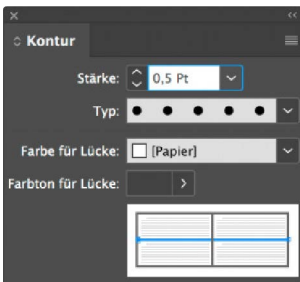 Kontur
Stärke: 0,5 Pt
Typ:
Farbe für Lücke: [Papier]
Farbton für Lücke: